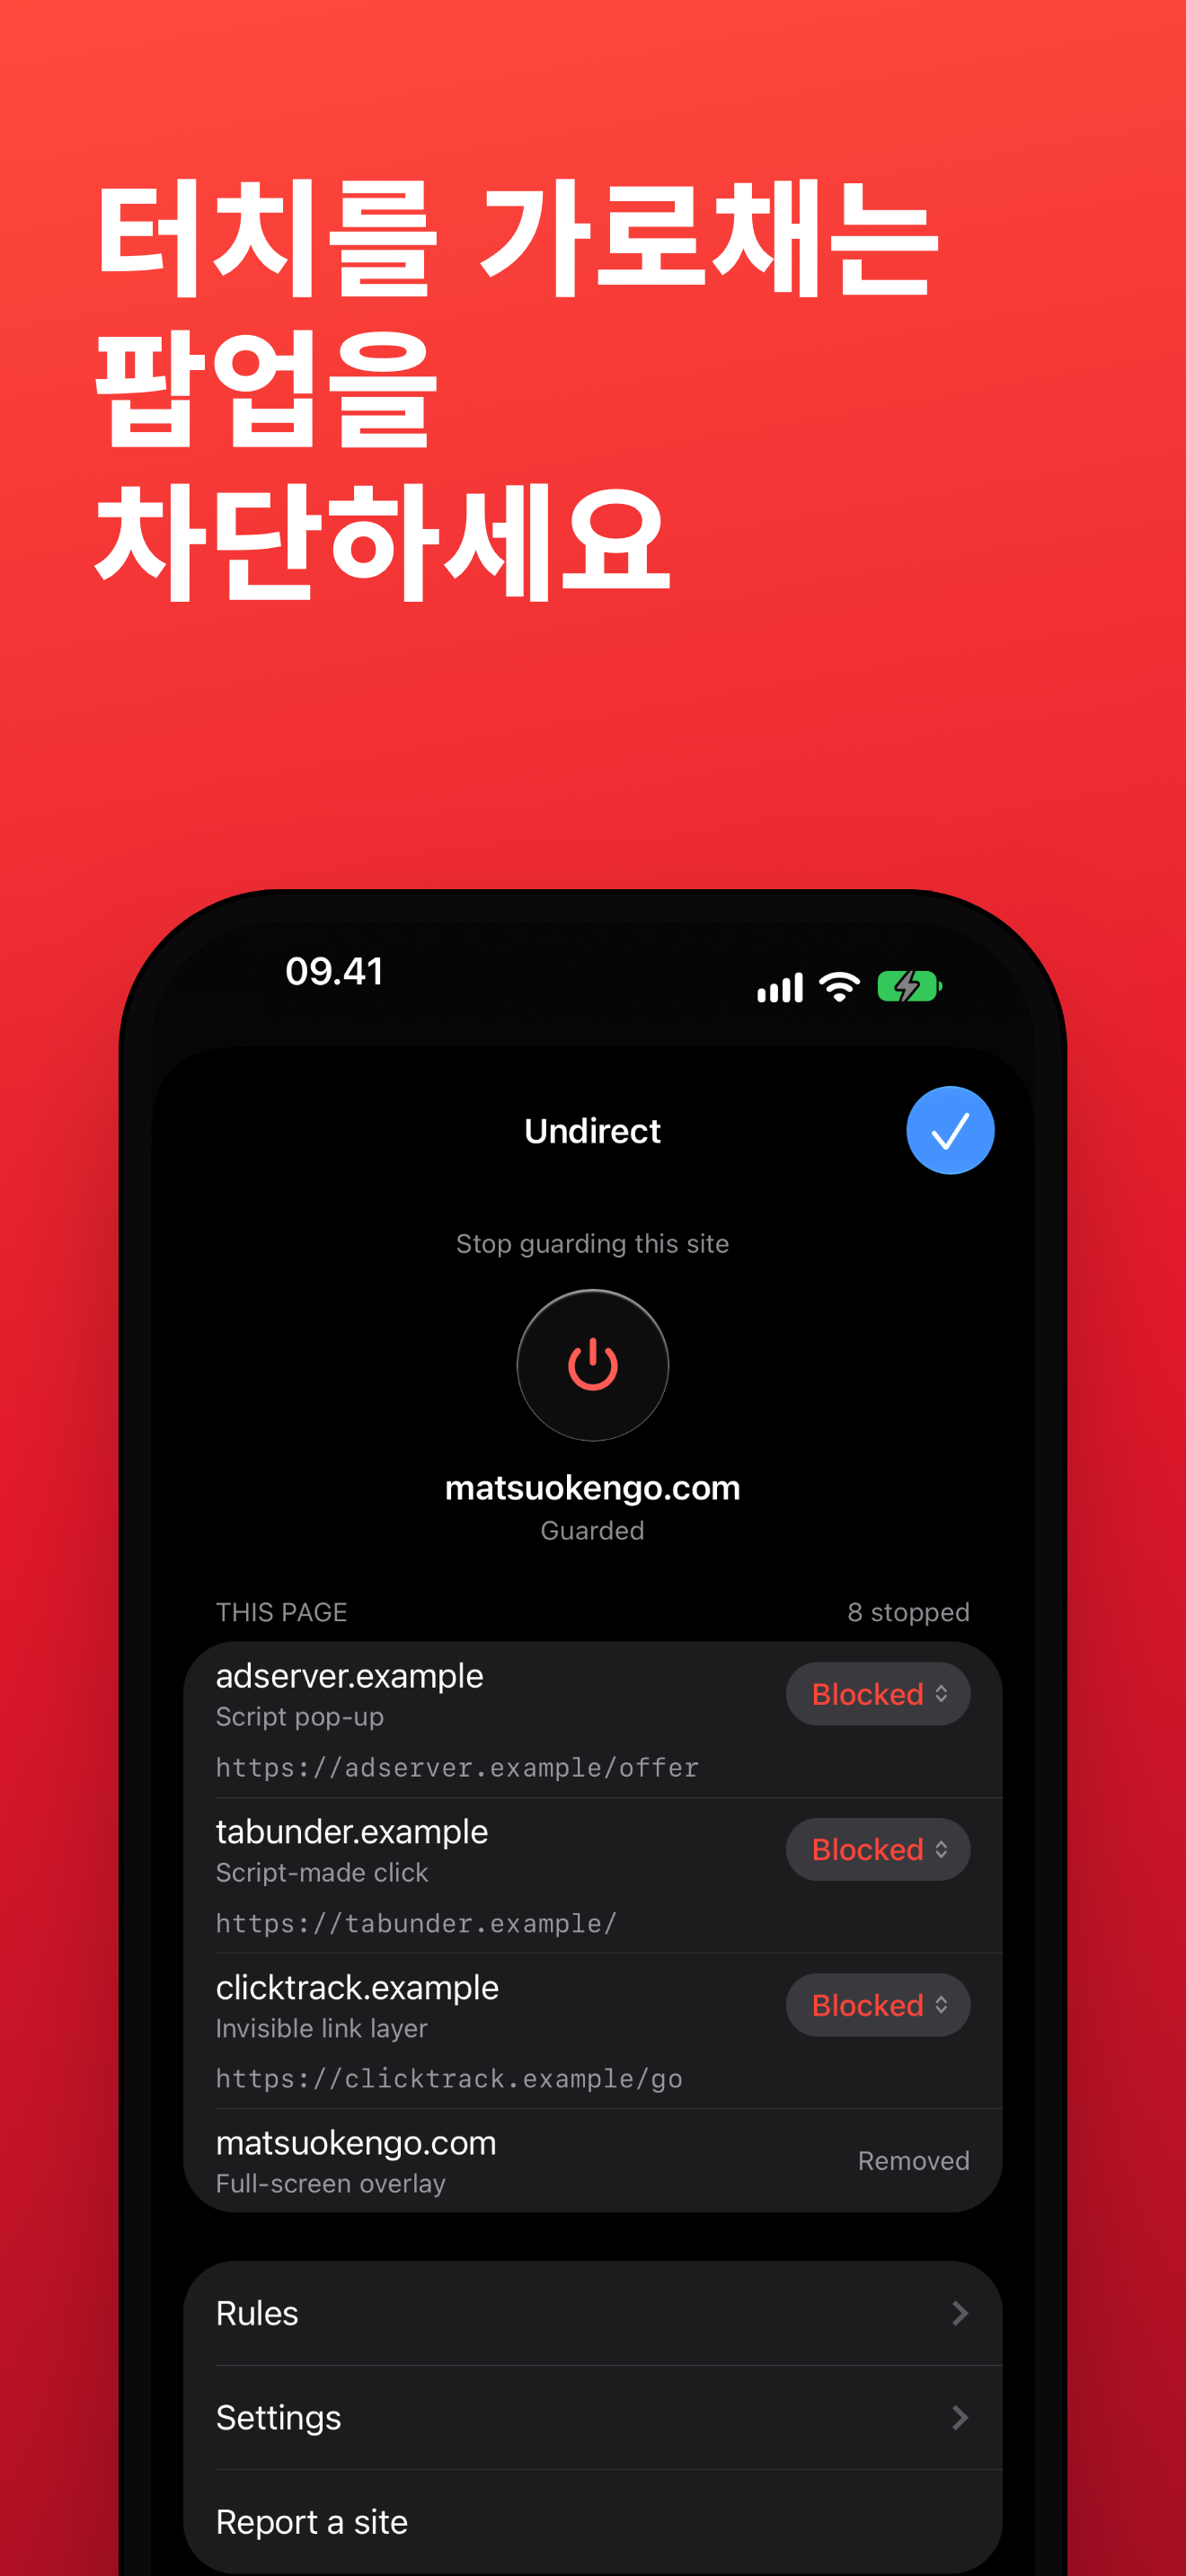 터치를 가로채는
팝업을
차단하세요
09.41
Undirect
Stop guarding this site
matsuokengo.com
Guarded
THIS PAGE 8 stopped
adserver.example Blocked
Script pop-up
https://adserver.example/offer
tabunder.example Blocked
Script-made click
https://tabunder.example/
clicktrack.example Blocked
Invisible link layer
https://clicktrack.example/go
matsuokengo.com Removed
Full-screen overlay
Rules
Settings
Report a site